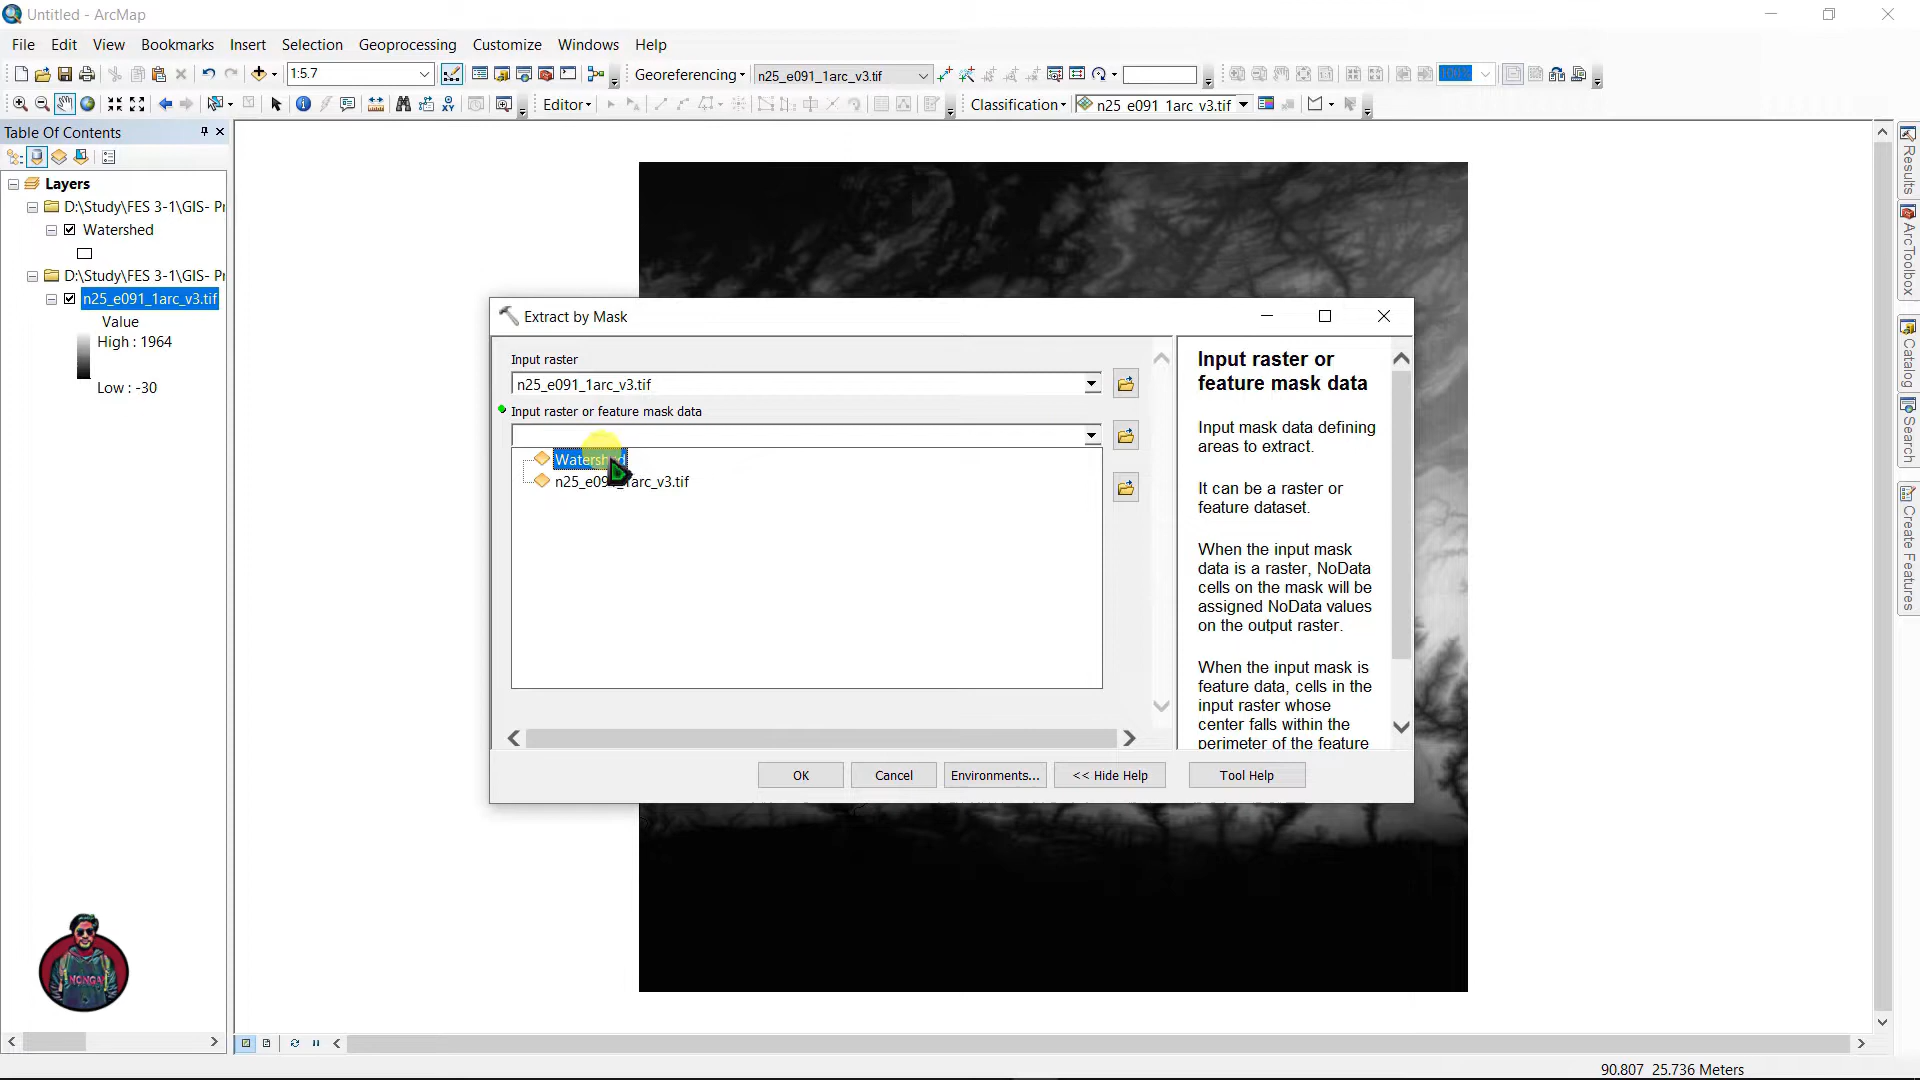 Untitled - ArcMap
File Edit View Bookmarks Insert Selection Geoprocessing Customize Windows Help
1:5.7
Georeferencing
n25_e091_1arc_v3.tif
100%
Editor
Classification
n25_e091_1arc_v3.tif
Table Of Contents
Layers
D:\Study\FES 3-1\GIS- Pr
Watershed
D:\Study\FES 3-1\GIS- Pr
n25_e091_1arc_v3.tif
Value
High : 1964
Low : -30
Extract by Mask
Input raster
n25_e091_1arc_v3.tif
Input raster or feature mask data
Watershed
n25_e091_1arc_v3.tif
OK
Cancel
Environments...
<< Hide Help
Tool Help
Input raster or
feature mask data
Input mask data defining
areas to extract.
It can be a raster or
feature dataset.
When the input mask
data is a raster, NoData
cells on the mask will be
assigned NoData values
on the output raster.
When the input mask is
feature data, cells in the
input raster whose
center falls within the
perimeter of the feature
Results
ArcToolbox
Catalog
Search
Create Features
NONGA
90.807 25.736 Meters